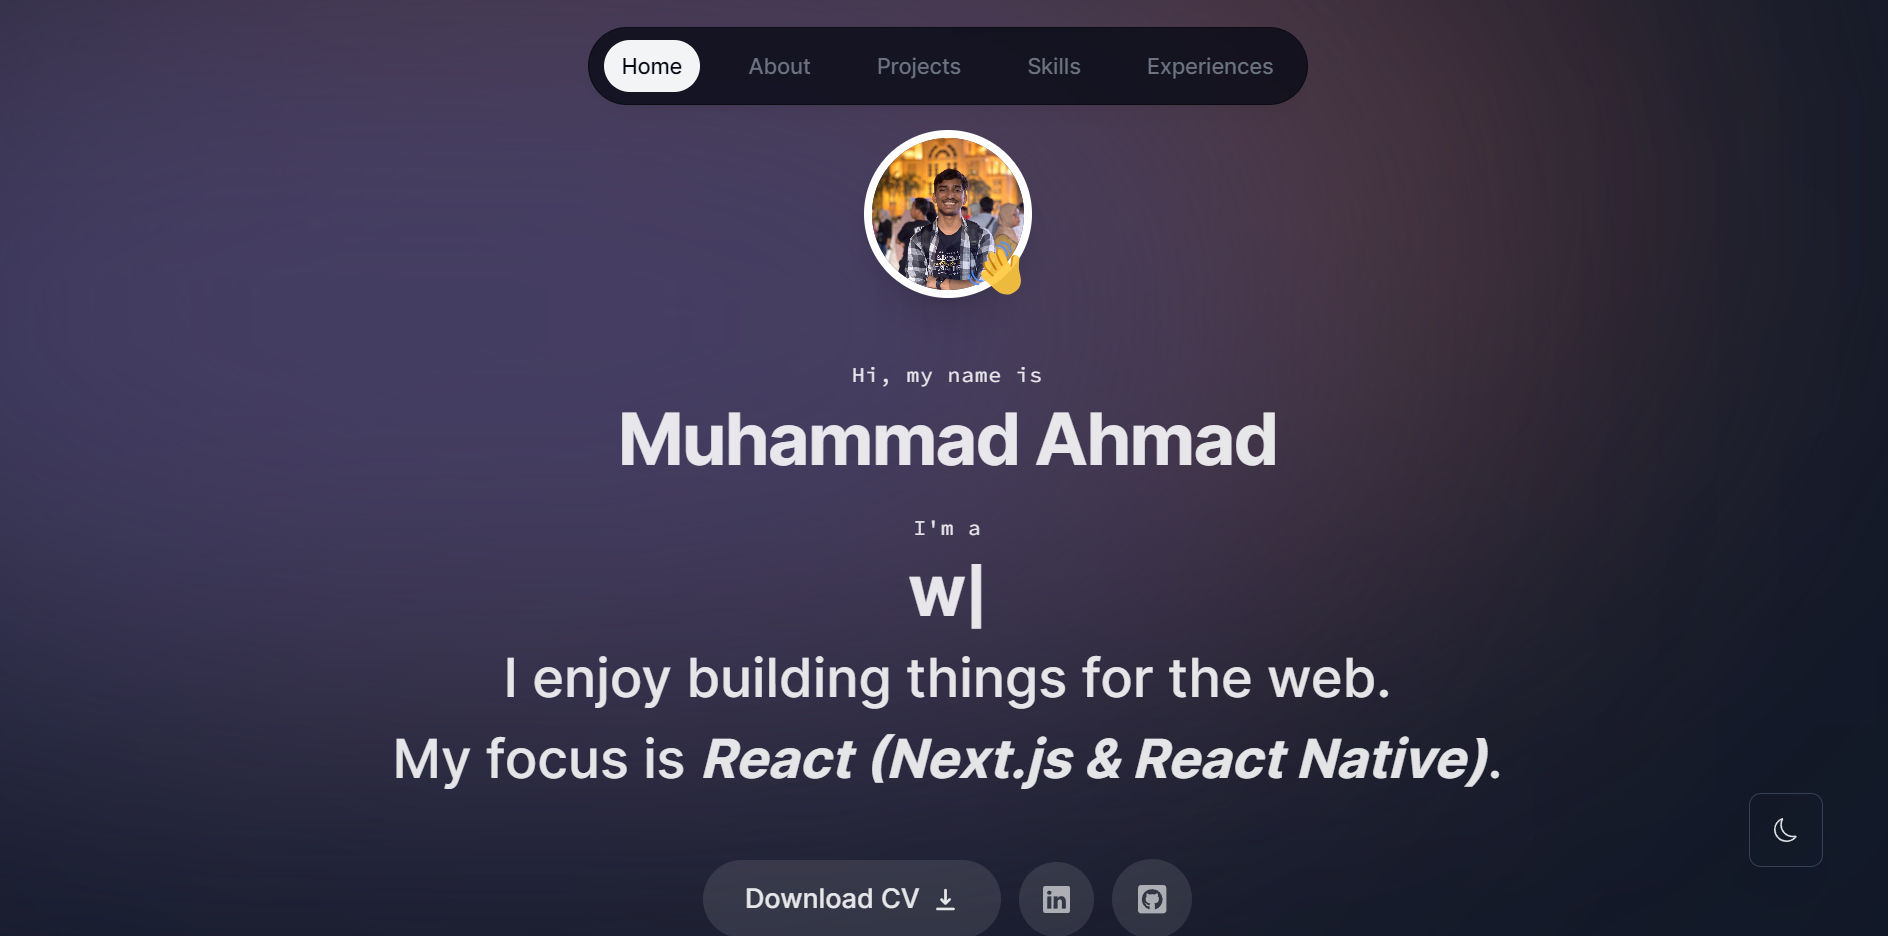 Home About Projects Skills Experiences
Hi, my name is
Muhammad Ahmad
I'm a
w|
I enjoy building things for the web.
My focus is React (Next.js & React Native).
Download CV
in